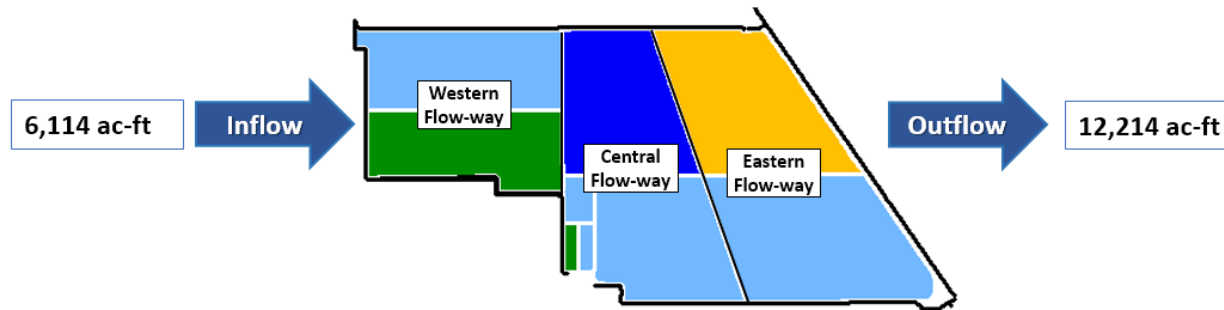 6,114 ac-ft
Inflow
Western
Flow-way
Central
Flow-way
Eastern
Flow-way
Outflow
12,214 ac-ft